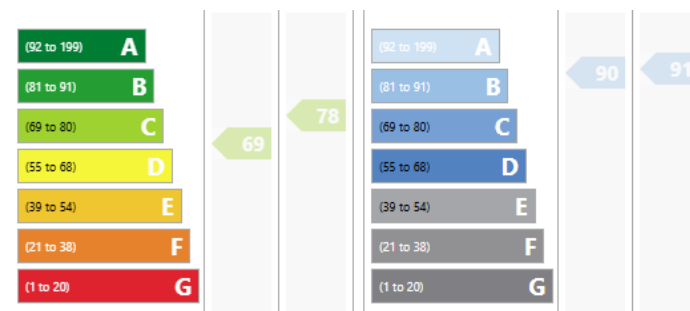 (92 to 199) A
(81 to 91) B
(69 to 80) C
(55 to 68) D
(39 to 54) E
(21 to 38) F
(1 to 20) G
69
78
(92 to 199) A
(81 to 91) B
(69 to 80) C
(55 to 68) D
(39 to 54) E
(21 to 38) F
(1 to 20) G
90
91